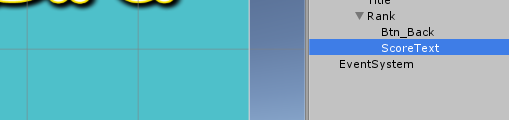 Title
Rank
Btn_Back
ScoreText
EventSystem